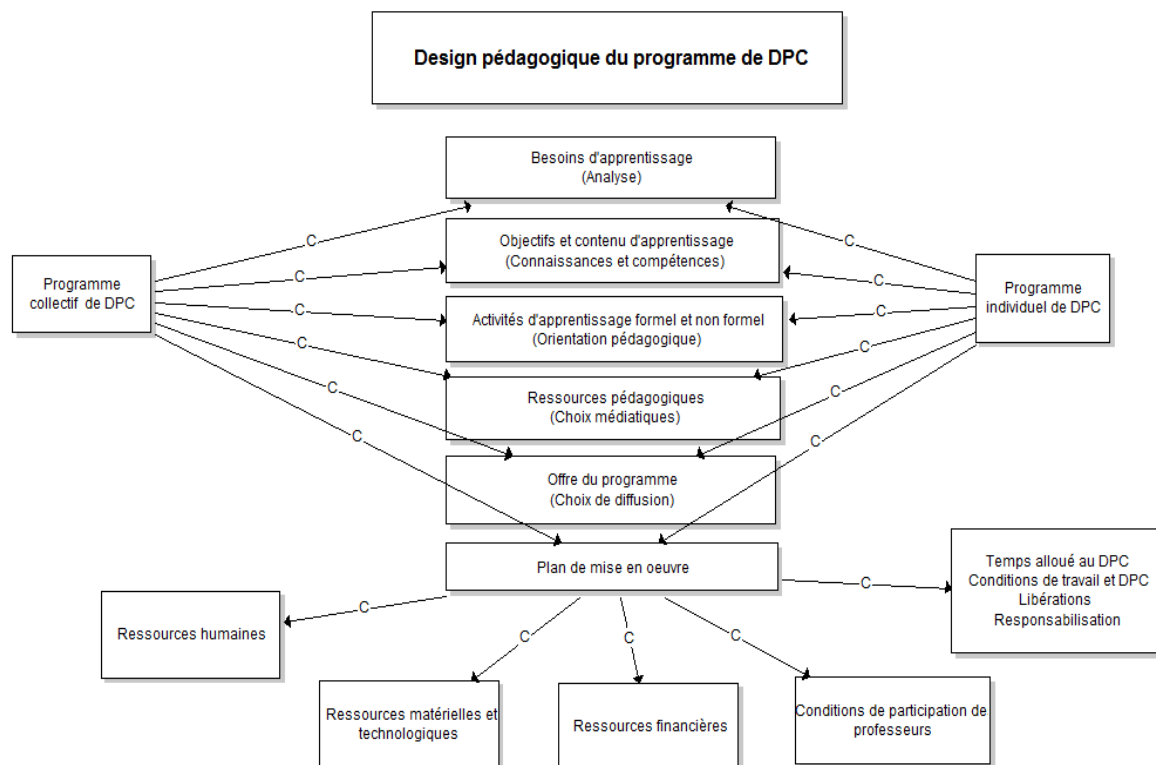 Design pédagogique du programme de DPC
Besoins d'apprentissage
(Analyse)
C
C
Objectifs et contenu d'apprentissage
(Connaissances et compétences)
Programme
collectif de DPC
C
C
Programme
individuel de DPC
C
C
Activités d'apprentissage formel et non formel
(Orientation pédagogique)
C
C
Ressources pédagogiques
(Choix médiatiques)
C
C
C
C
Offre du programme
(Choix de diffusion)
Plan de mise en oeuvre
C
Temps alloué au DPC
Conditions de travail et DPC
Libérations
Responsabilisation
C
Ressources humaines
C
C
C
Ressources matérielles et
technologiques
Ressources financières
Conditions de participation de
professeurs